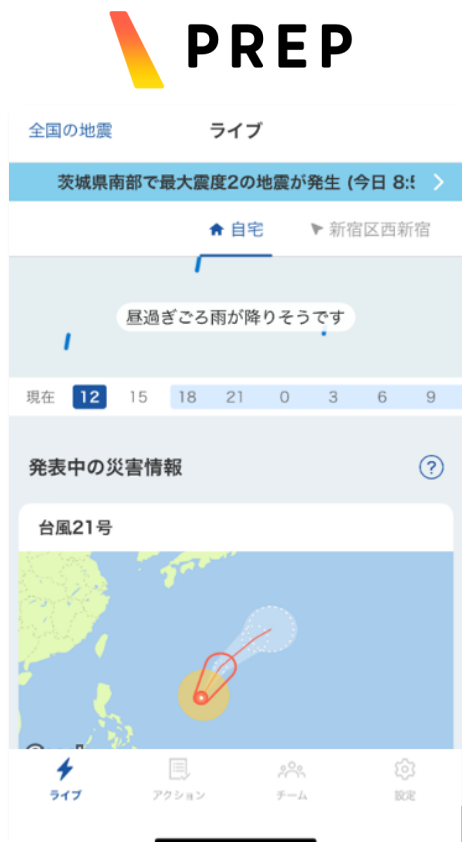 PREP
全国の地震
ライブ
茨城県南部で最大震度2の地震が発生 (今日 8:5
自宅
新宿区西新宿
昼過ぎごろ雨が降りそうです
現在 12 15 18 21 0 3 6 9
発表中の災害情報
?
台風21号
ライブ
アクション
チーム
設定